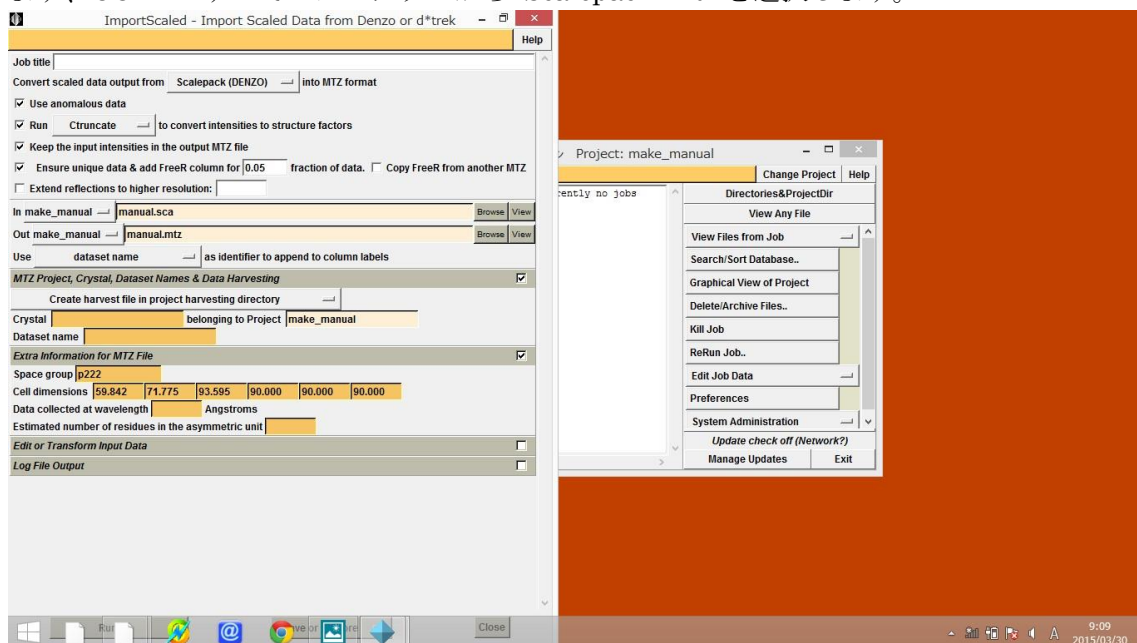 ImportScaled - Import Scaled Data from Denzo or d*trek
Help
Job title
Convert scaled data output from Scalepack (DENZO) into MTZ format
Use anomalous data
Run Ctruncate to convert intensities to structure factors
Keep the input intensities in the output MTZ file
Ensure unique data & add FreeR column for 0.05 fraction of data. Copy FreeR from another MTZ
Extend reflections to higher resolution:
In make_manual manual.sca Browse View
Out make_manual manual.mtz Browse View
Use dataset name as identifier to append to column labels
MTZ Project, Crystal, Dataset Names & Data Harvesting
Create harvest file in project harvesting directory
Crystal belonging to Project make_manual
Dataset name
Extra Information for MTZ File
Space group p222
Cell dimensions 59.842 71.775 93.595 90.000 90.000 90.000
Data collected at wavelength Angstroms
Estimated number of residues in the asymmetric unit
Edit or Transform Input Data
Log File Output
Close
Project: make_manual
Change Project Help
rently no jobs
Directories&ProjectDir
View Any File
View Files from Job
Search/Sort Database..
Graphical View of Project
Delete/Archive Files..
Kill Job
ReRun Job..
Edit Job Data
Preferences
System Administration
Update check off (Network?)
Manage Updates Exit
A
9:09
2015/03/30